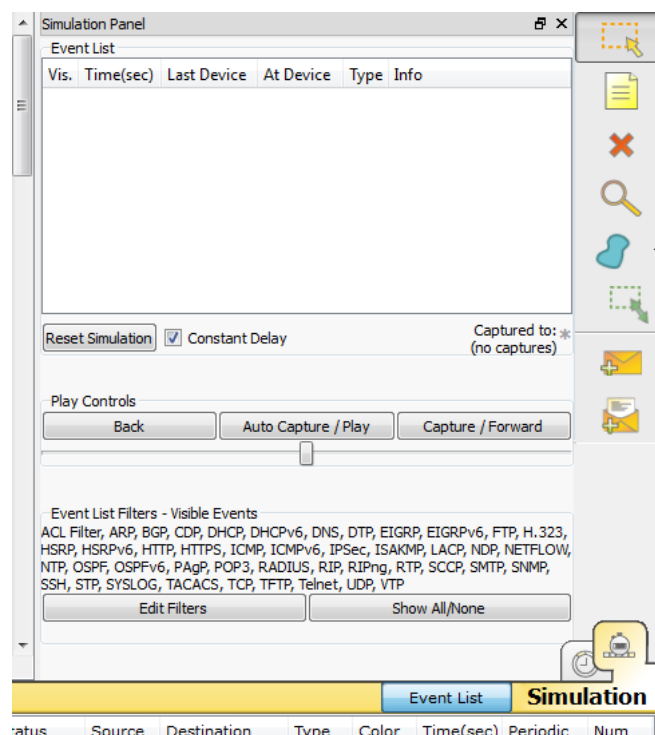 Simulation Panel
Event List
Vis. Time(sec) Last Device At Device Type Info
Reset Simulation Constant Delay Captured to: *
(no captures)
Play Controls
Back Auto Capture / Play Capture / Forward
Event List Filters - Visible Events
ACL Filter, ARP, BGP, CDP, DHCP, DHCPv6, DNS, DTP, EIGRP, EIGRPv6, FTP, H.323,
HSRP, HSRPv6, HTTP, HTTPS, ICMP, ICMPv6, IPSec, ISAKMP, LACP, NDP, NETFLOW,
NTP, OSPF, OSPFv6, PAgP, POP3, RADIUS, RIP, RIPng, RTP, SCCP, SMTP, SNMP,
SSH, STP, SYSLOG, TACACS, TCP, TFTP, Telnet, UDP, VTP
Edit Filters Show All/None
Event List Simulation
tatus Source Destination Type Color Time(sec) Periodic Num